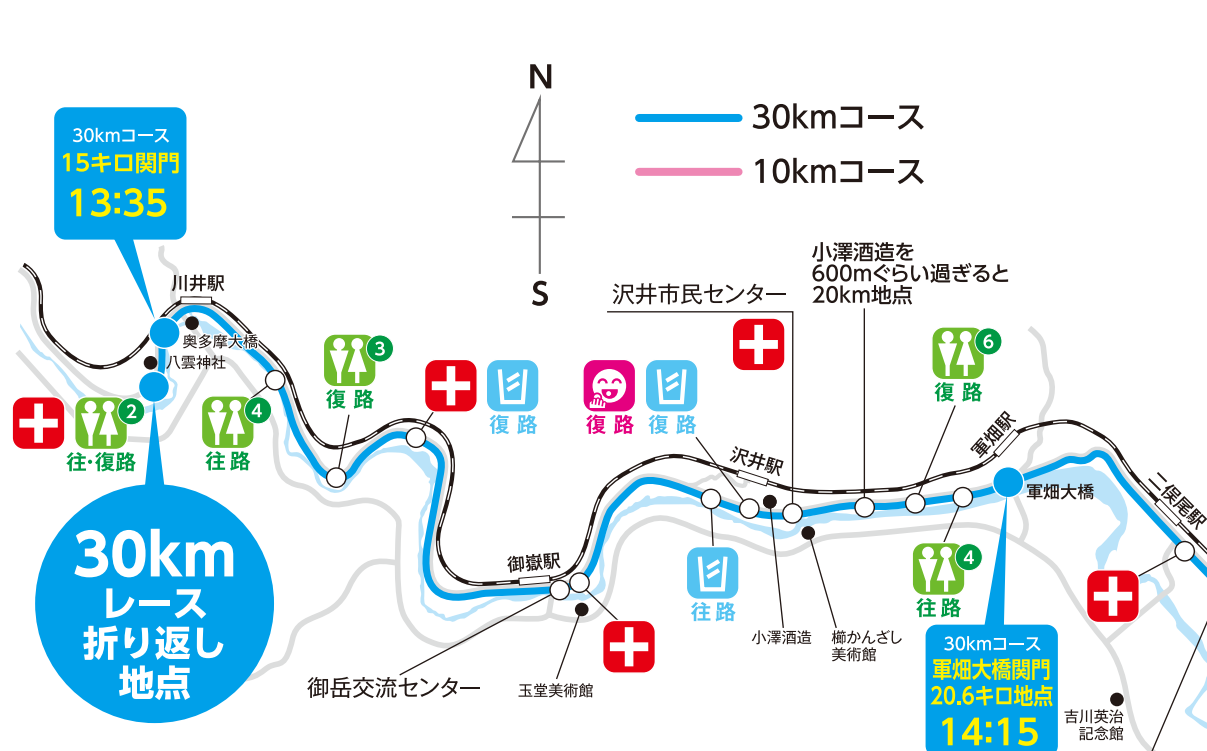 N
S
30kmコース
10kmコース
30kmコース
15キロ関門
13:35
川井駅
奥多摩大橋
八雲神社
2
往・復路
4
往路
3
復路
復路
復路
復路
沢井市民センター
小澤酒造を
600mぐらい過ぎると
20km地点
6
復路
沢井駅
軍畑駅
軍畑大橋
二俣尾駅
30km
レース
折り返し
地点
御嶽駅
御岳交流センター
玉堂美術館
往路
小澤酒造
櫛かんざし
美術館
4
往路
30kmコース
軍畑大橋関門
20.6キロ地点
14:15
吉川英治
記念館